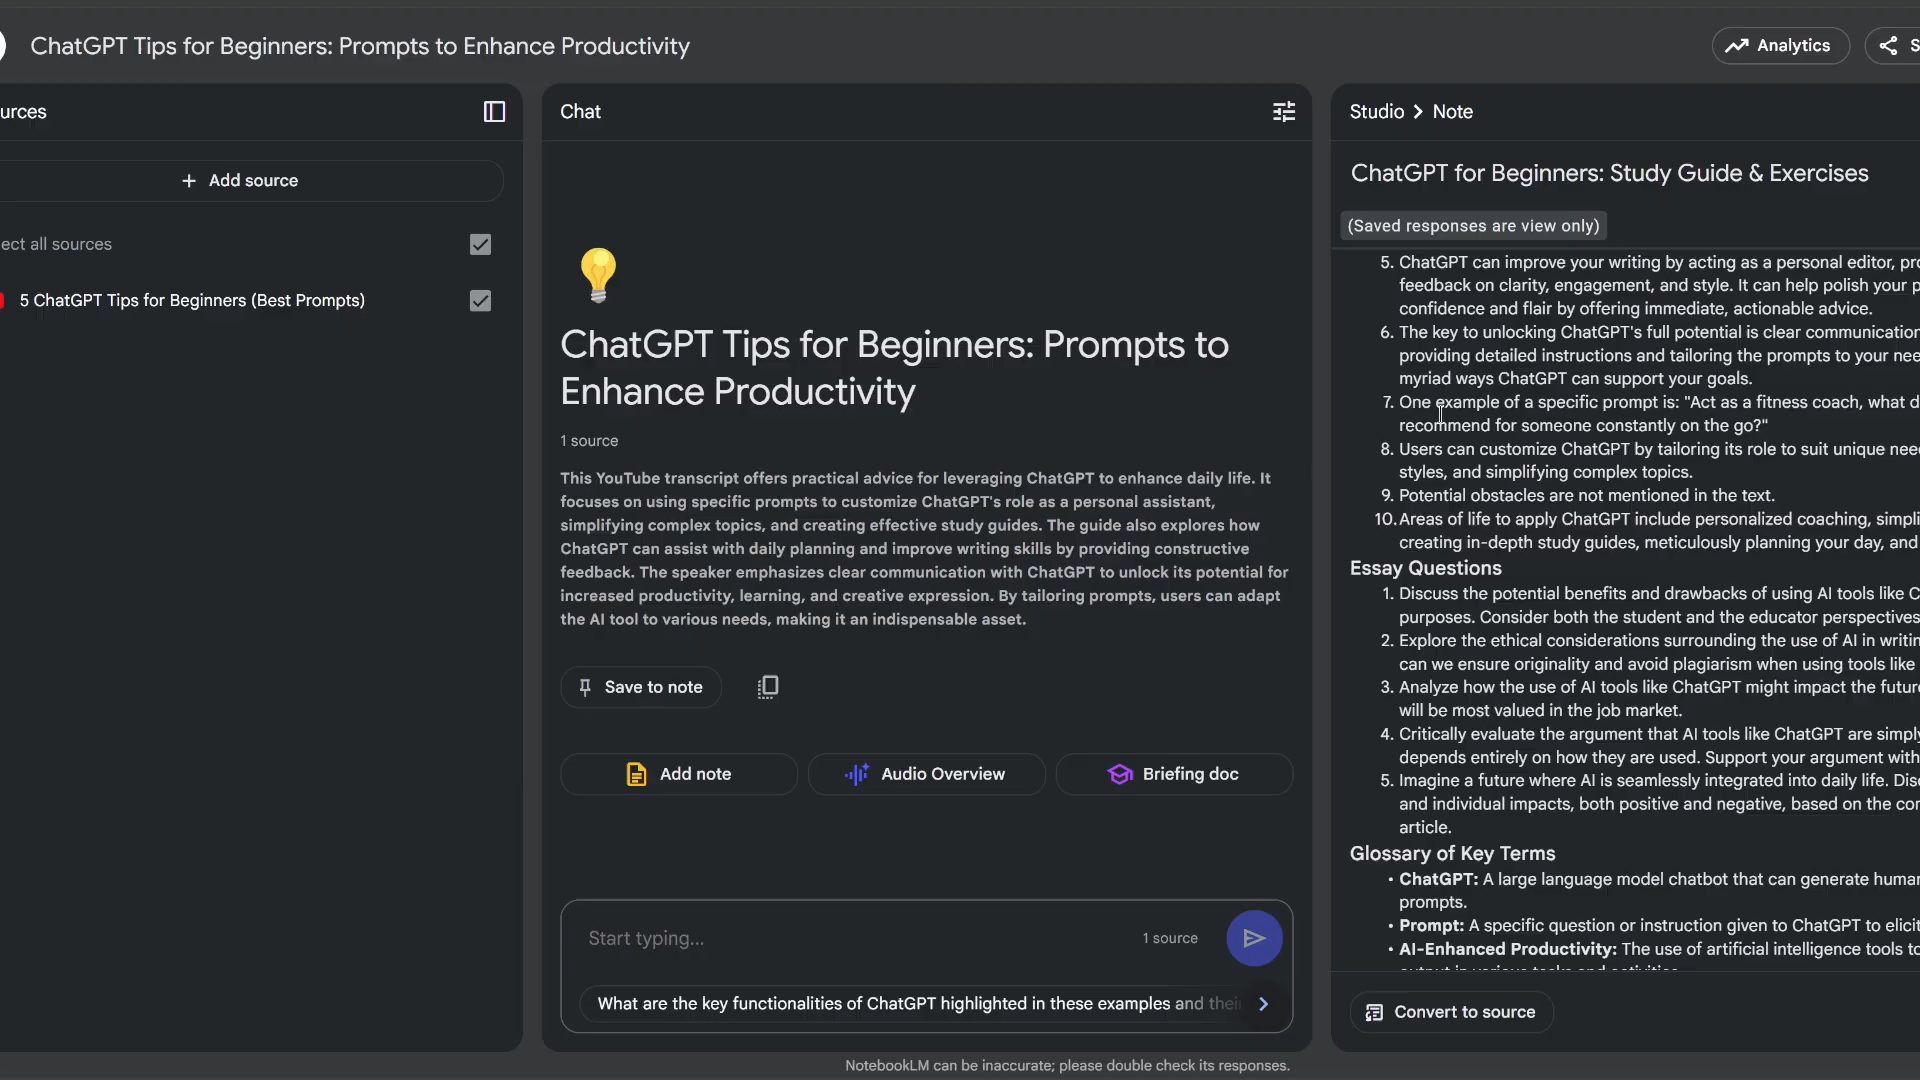 ChatGPT Tips for Beginners: Prompts to Enhance Productivity
Analytics
S
urces
Add source
ect all sources
5 ChatGPT Tips for Beginners (Best Prompts)
Chat
ChatGPT Tips for Beginners: Prompts to
Enhance Productivity
1 source
This YouTube transcript offers practical advice for leveraging ChatGPT to enhance daily life. It
focuses on using specific prompts to customize ChatGPT's role as a personal assistant,
simplifying complex topics, and creating effective study guides. The guide also explores how
ChatGPT can assist with daily planning and improve writing skills by providing constructive
feedback. The speaker emphasizes clear communication with ChatGPT to unlock its potential for
increased productivity, learning, and creative expression. By tailoring prompts, users can adapt
the AI tool to various needs, making it an indispensable asset.
Save to note
Add note
Audio Overview
Briefing doc
Start typing...
1 source
What are the key functionalities of ChatGPT highlighted in these examples and thei
NotebookLM can be inaccurate; please double check its responses.
Studio > Note
ChatGPT for Beginners: Study Guide & Exercises
(Saved responses are view only)
5. ChatGPT can improve your writing by acting as a personal editor, pro
feedback on clarity, engagement, and style. It can help polish your p
confidence and flair by offering immediate, actionable advice.
6. The key to unlocking ChatGPT's full potential is clear communication
providing detailed instructions and tailoring the prompts to your nee
myriad ways ChatGPT can support your goals.
7. One example of a specific prompt is: "Act as a fitness coach, what d
recommend for someone constantly on the go?"
8. Users can customize ChatGPT by tailoring its role to suit unique nee
styles, and simplifying complex topics.
9. Potential obstacles are not mentioned in the text.
10. Areas of life to apply ChatGPT include personalized coaching, simpli
creating in-depth study guides, meticulously planning your day, and
Essay Questions
1. Discuss the potential benefits and drawbacks of using AI tools like C
purposes. Consider both the student and the educator perspectives
2. Explore the ethical considerations surrounding the use of AI in writin
can we ensure originality and avoid plagiarism when using tools like
3. Analyze how the use of AI tools like ChatGPT might impact the future
will be most valued in the job market.
4. Critically evaluate the argument that AI tools like ChatGPT are simply
depends entirely on how they are used. Support your argument with
5. Imagine a future where AI is seamlessly integrated into daily life. Disc
and individual impacts, both positive and negative, based on the con
article.
Glossary of Key Terms
• ChatGPT: A large language model chatbot that can generate human
prompts.
• Prompt: A specific question or instruction given to ChatGPT to elicit
• AI-Enhanced Productivity: The use of artificial intelligence tools to
Convert to source